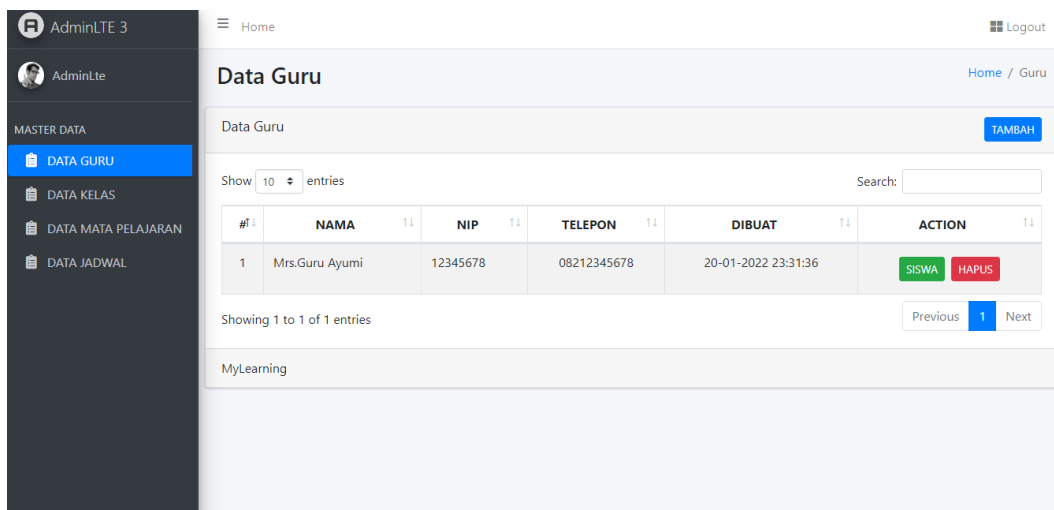 AdminLTE 3
Home
Logout
AdminLte
Data Guru
Home / Guru
MASTER DATA
DATA GURU
DATA KELAS
DATA MATA PELAJARAN
DATA JADWAL
Data Guru
TAMBAH
Show 10 entries
Search:
# NAMA NIP TELEPON DIBUAT ACTION
1 Mrs.Guru Ayumi 12345678 08212345678 20-01-2022 23:31:36 SISWA HAPUS
Showing 1 to 1 of 1 entries
Previous 1 Next
MyLearning